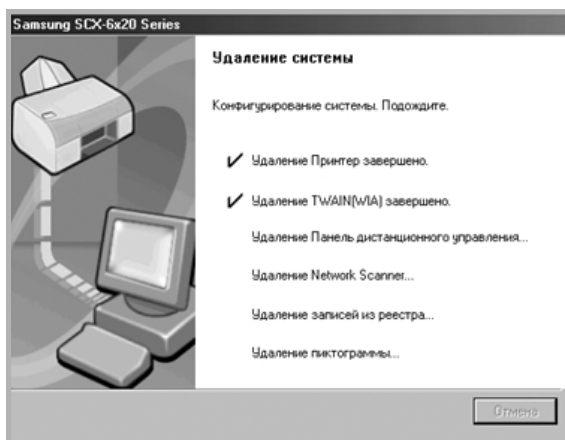 Samsung SCX-6x20 Series
Удаление системы
Конфигурирование системы. Подождите.
Удаление Принтер завершено.
Удаление TWAIN(WIA) завершено.
Удаление Панель дистанционного управления...
Удаление Network Scanner...
Удаление записей из реестра...
Удаление пиктограммы...
Отмена